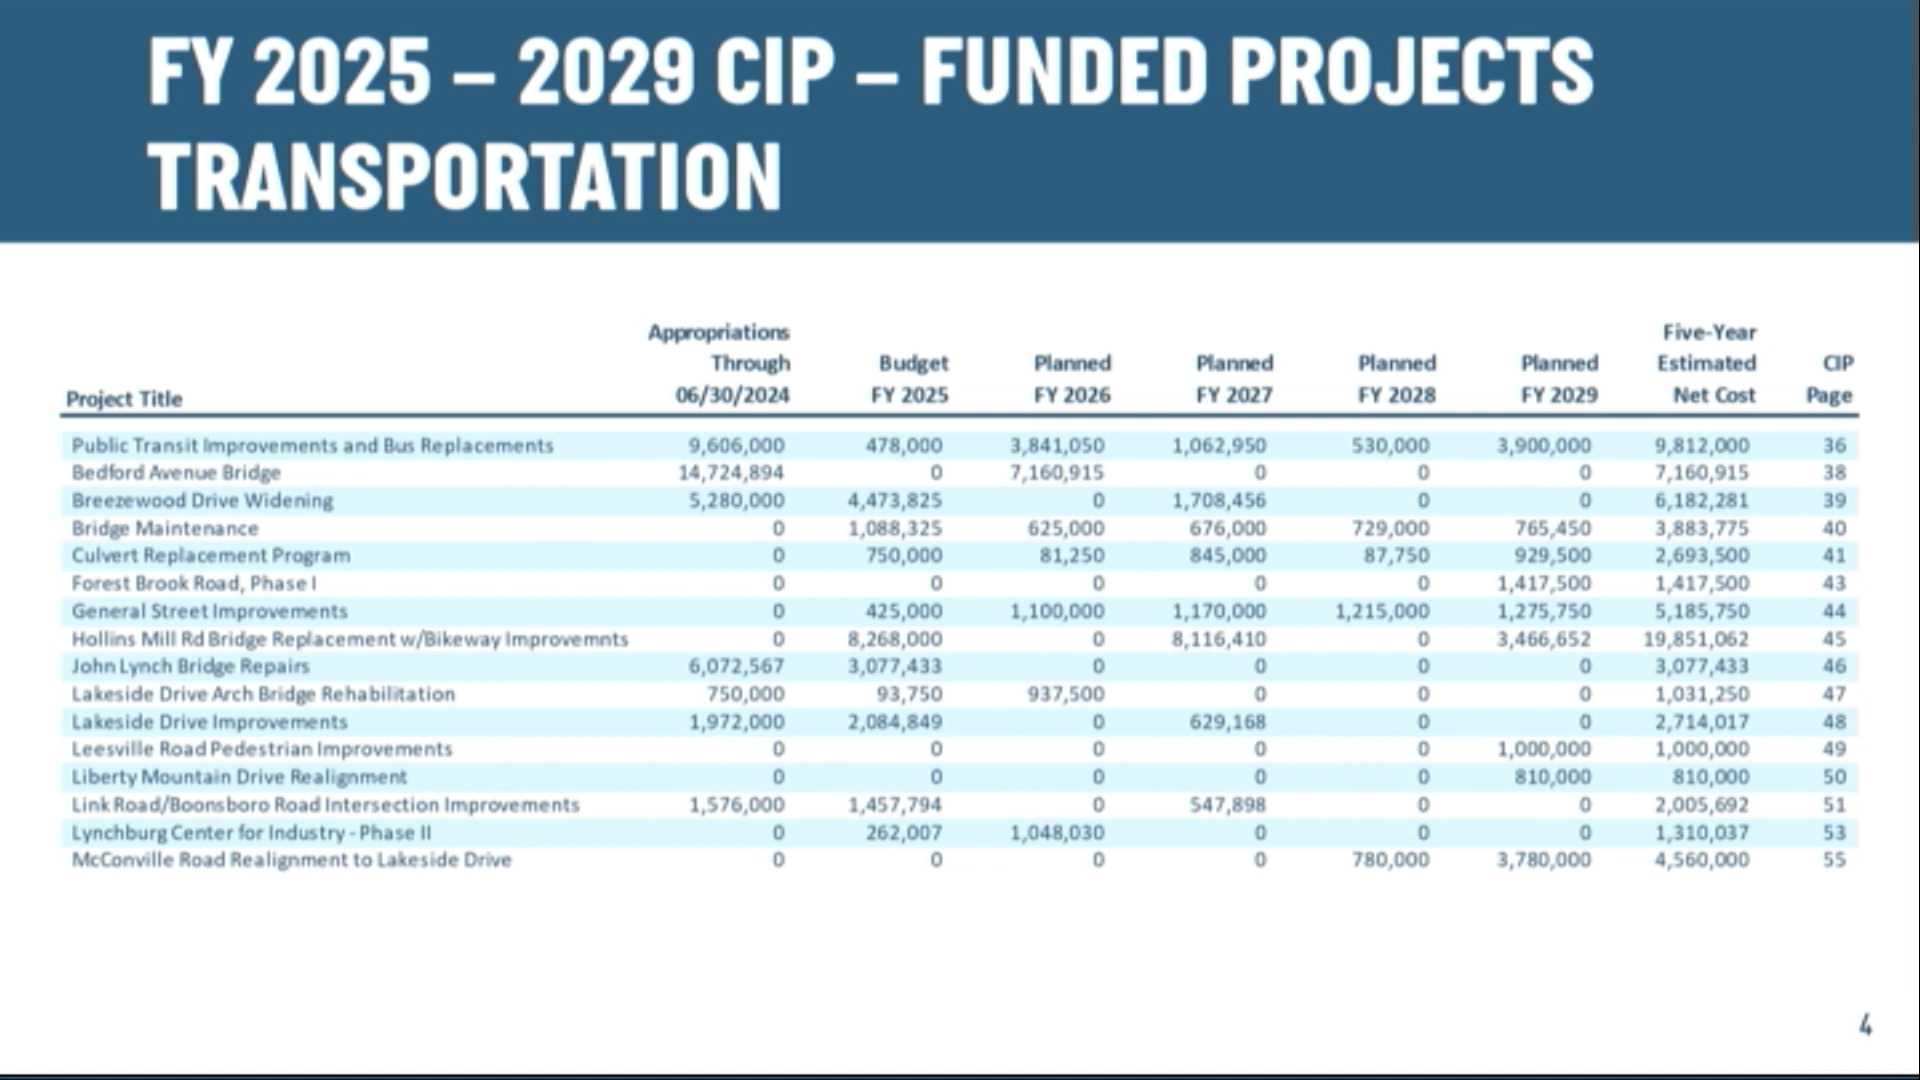 FY 2025 – 2029 CIP – FUNDED PROJECTS
TRANSPORTATION
Appropriations Five-Year
Through Budget Planned Planned Planned Planned Estimated CIP
Project Title 06/30/2024 FY 2025 FY 2026 FY 2027 FY 2028 FY 2029 Net Cost Page
Public Transit Improvements and Bus Replacements 9,606,000 478,000 3,841,050 1,062,950 530,000 3,900,000 9,812,000 36
Bedford Avenue Bridge 14,724,894 0 7,160,915 0 0 0 7,160,915 38
Breezewood Drive Widening 5,280,000 4,473,825 0 1,708,456 0 0 6,182,281 39
Bridge Maintenance 0 1,088,325 625,000 676,000 729,000 765,450 3,883,775 40
Culvert Replacement Program 0 750,000 81,250 845,000 87,750 929,500 2,693,500 41
Forest Brook Road, Phase I 0 0 0 0 0 1,417,500 1,417,500 43
General Street Improvements 0 425,000 1,100,000 1,170,000 1,215,000 1,275,750 5,185,750 44
Hollins Mill Rd Bridge Replacement w/Bikeway Improvemnts 0 8,268,000 0 8,116,410 0 3,466,652 19,851,062 45
John Lynch Bridge Repairs 6,072,567 3,077,433 0 0 0 0 3,077,433 46
Lakeside Drive Arch Bridge Rehabilitation 750,000 93,750 937,500 0 0 0 1,031,250 47
Lakeside Drive Improvements 1,972,000 2,084,849 0 629,168 0 0 2,714,017 48
Leesville Road Pedestrian Improvements 0 0 0 0 0 1,000,000 1,000,000 49
Liberty Mountain Drive Realignment 0 0 0 0 0 810,000 810,000 50
Link Road/Boonsboro Road Intersection Improvements 1,576,000 1,457,794 0 547,898 0 0 2,005,692 51
Lynchburg Center for Industry - Phase II 0 262,007 1,048,030 0 0 0 1,310,037 53
McConville Road Realignment to Lakeside Drive 0 0 0 0 780,000 3,780,000 4,560,000 55
4